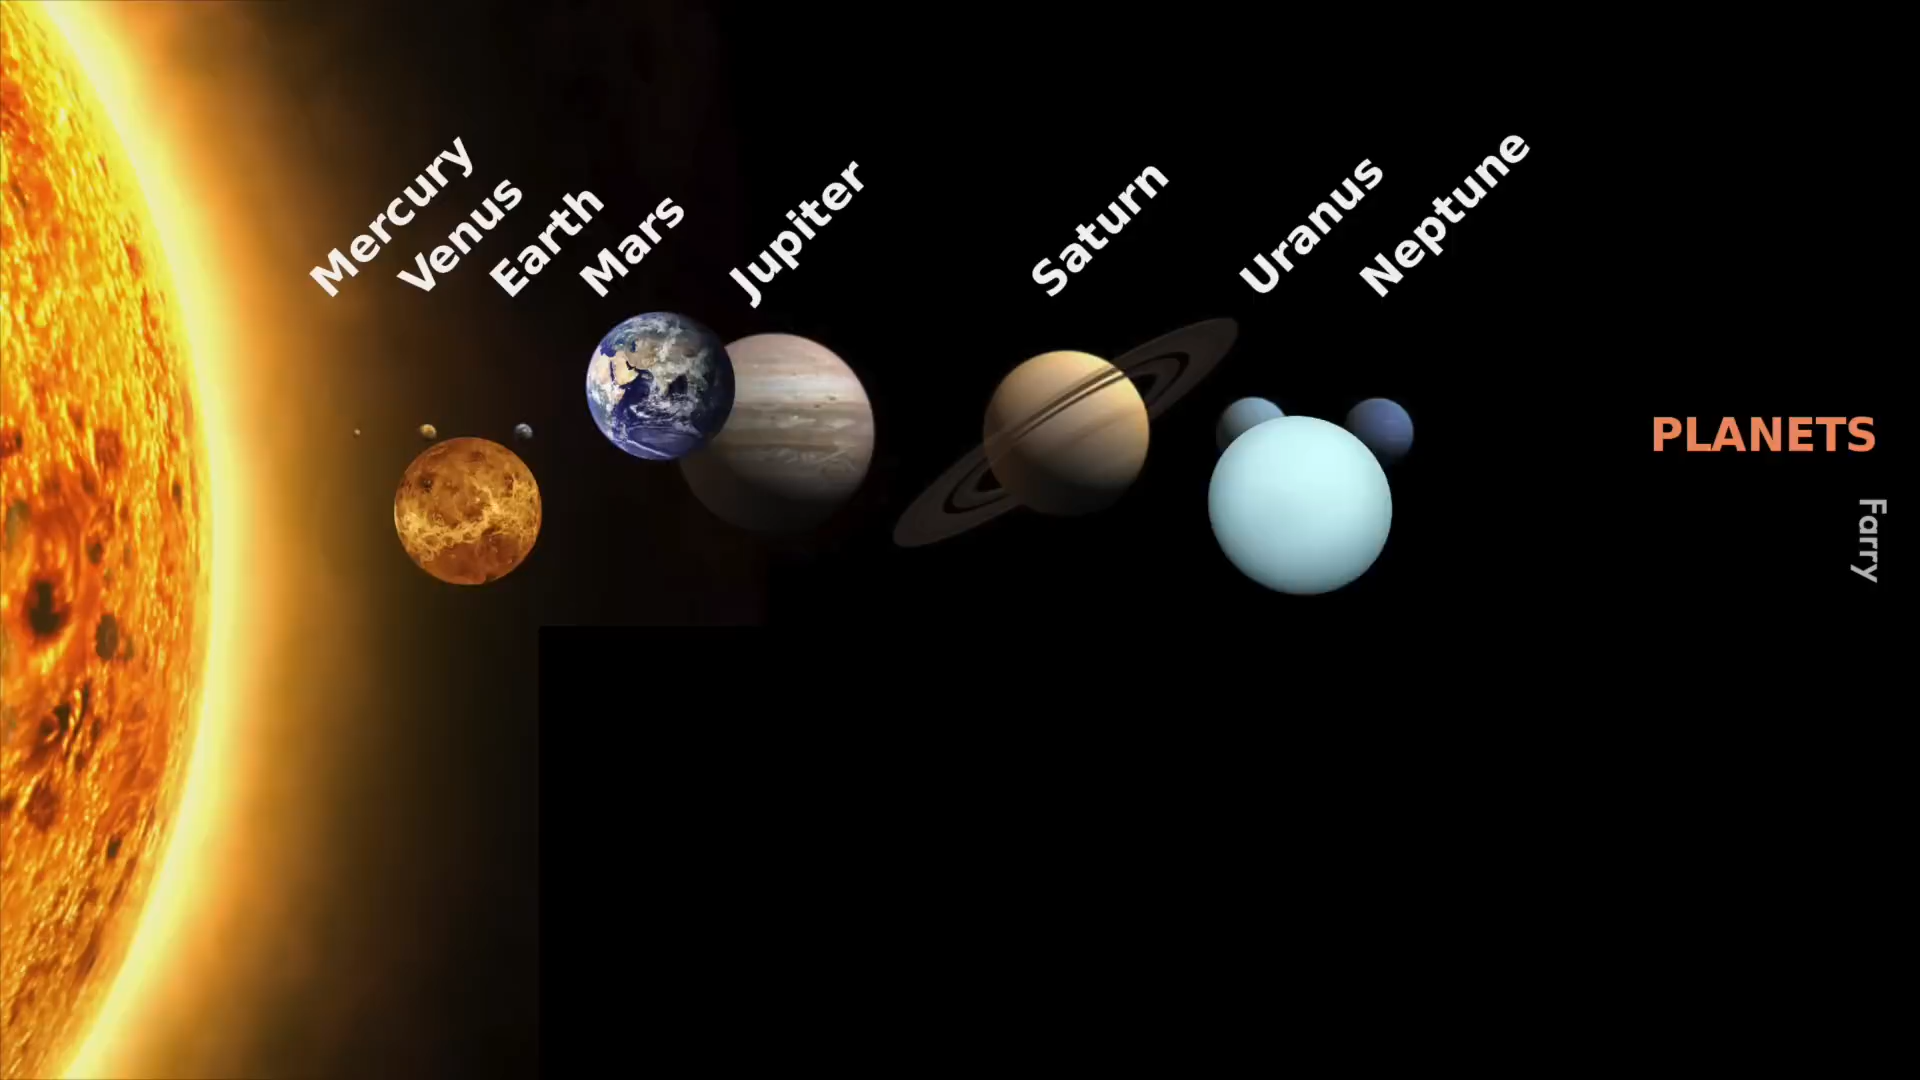 Mercury
Venus
Earth
Mars
Jupiter
Saturn
Uranus
Neptune
PLANETS
Farry